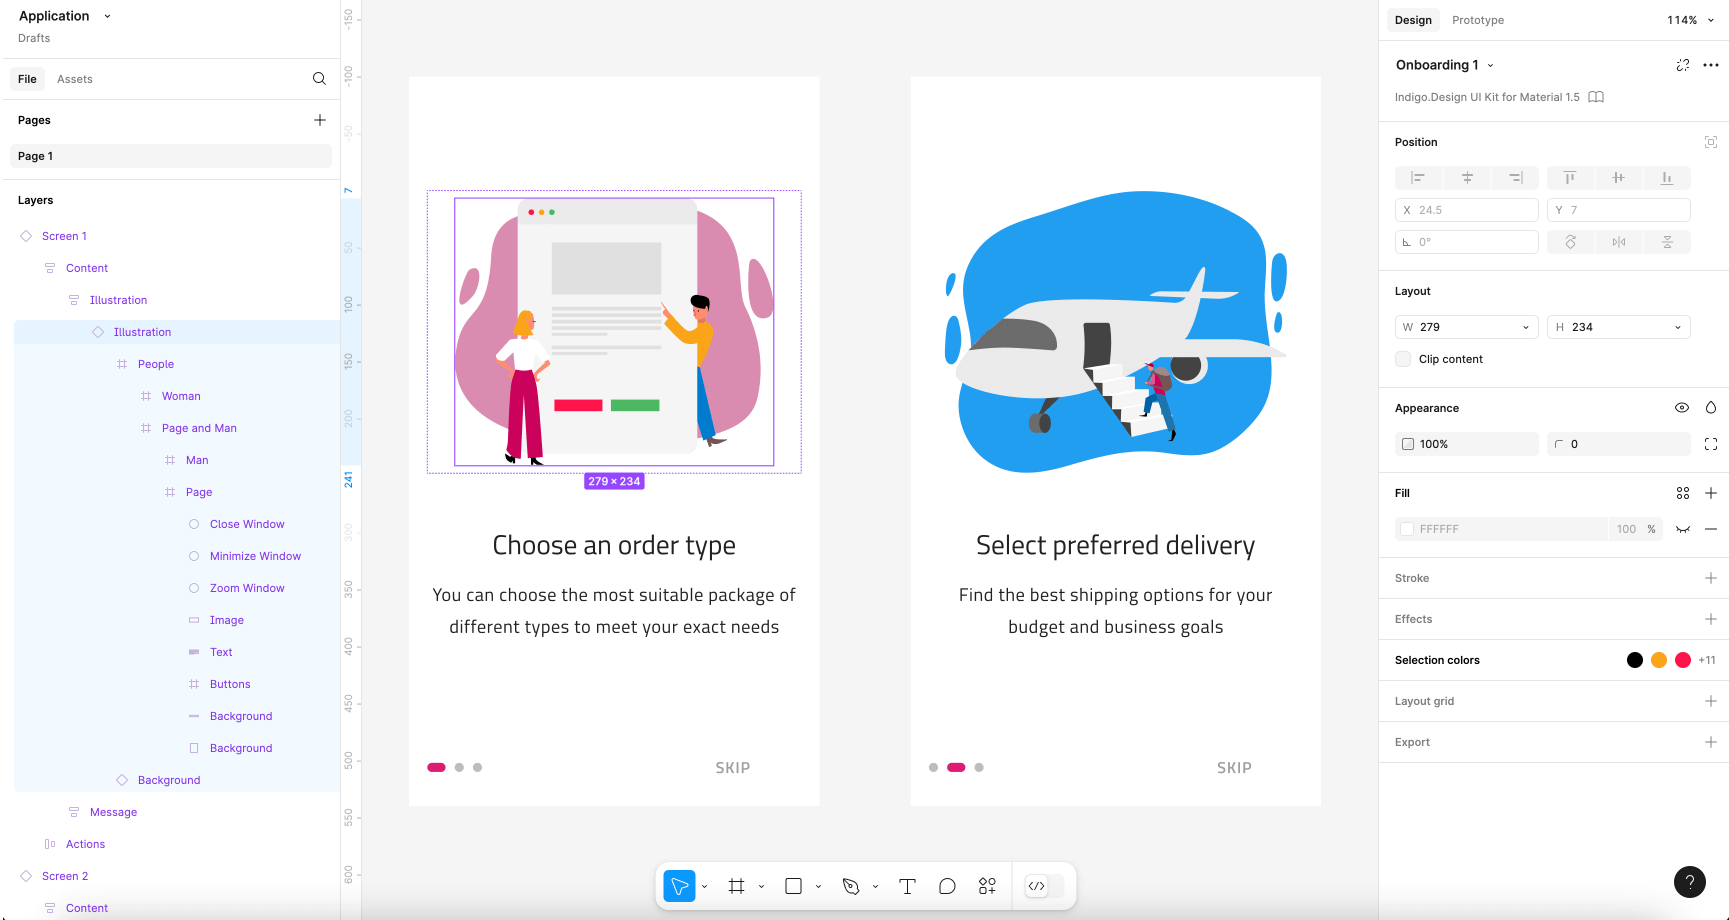 Application
Drafts
File
Assets
Pages
Page 1
Layers
Screen 1
Content
Illustration
Illustration
People
Woman
Page and Man
Man
Page
Close Window
Minimize Window
Zoom Window
Image
Text
Buttons
Background
Background
Background
Message
Actions
Screen 2
Content
-150
-100
-50
7
50
100
150
200
241
300
350
400
450
500
550
600
279 × 234
Choose an order type
You can choose the most suitable package of
different types to meet your exact needs
SKIP
Select preferred delivery
Find the best shipping options for your
budget and business goals
SKIP
Design
Prototype
114%
Onboarding 1
Indigo.Design UI Kit for Material 1.5
Position
X 24.5
Y 7
0°
Layout
W 279
H 234
Clip content
Appearance
100%
0
Fill
FFFFFF
100 %
Stroke
Effects
Selection colors
+11
Layout grid
Export
?